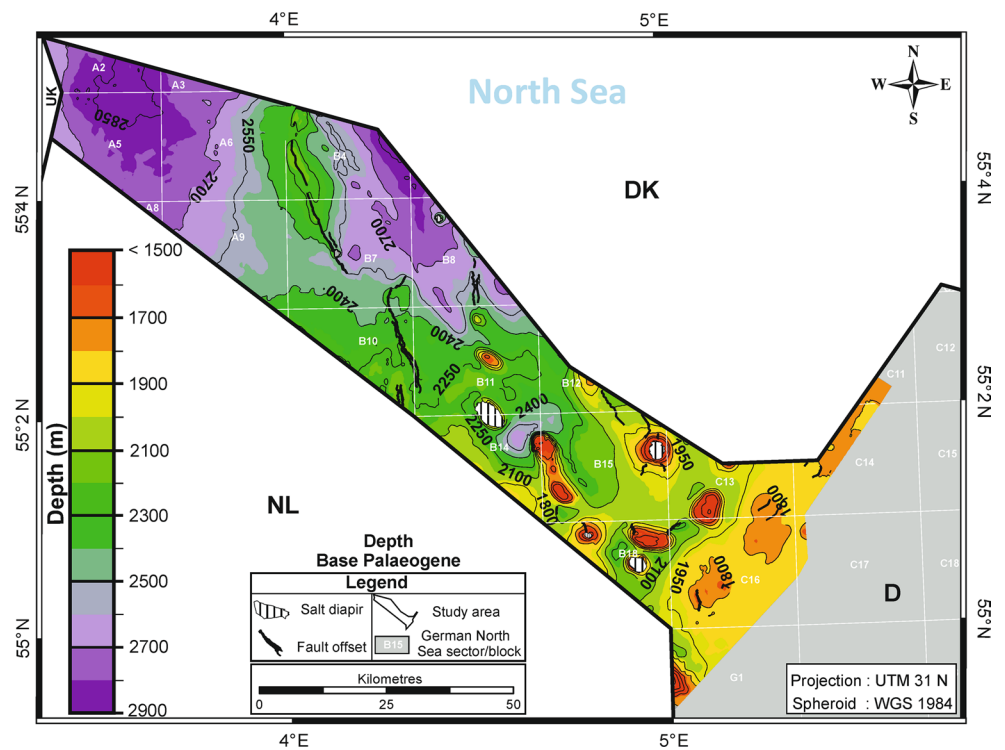 4°E
5°E
North Sea
N
W
E
S
UK
A2
A3
2850
A5
A6
2550
B4
2700
A8
A9
2700
B7
B8
DK
55°4 N
55°4 N
< 1500
1700
1900
2100
2300
2500
2700
2900
Depth (m)
2400
2400
B10
2250
B11
2400
B12
2250
B14
2100
B15
1950
1800
C13
C11
C12
C14
C15
55°2 N
55°2 N
1800
B18
2100
1950
1800
C16
C17
C18
D
NL
G1
55°N
55°N
Depth
Base Palaeogene
Legend
Salt diapir
Study area
Fault offset
B15
German North
Sea sector/block
Kilometres
0
25
50
Projection : UTM 31 N
Spheroid : WGS 1984
4°E
5°E